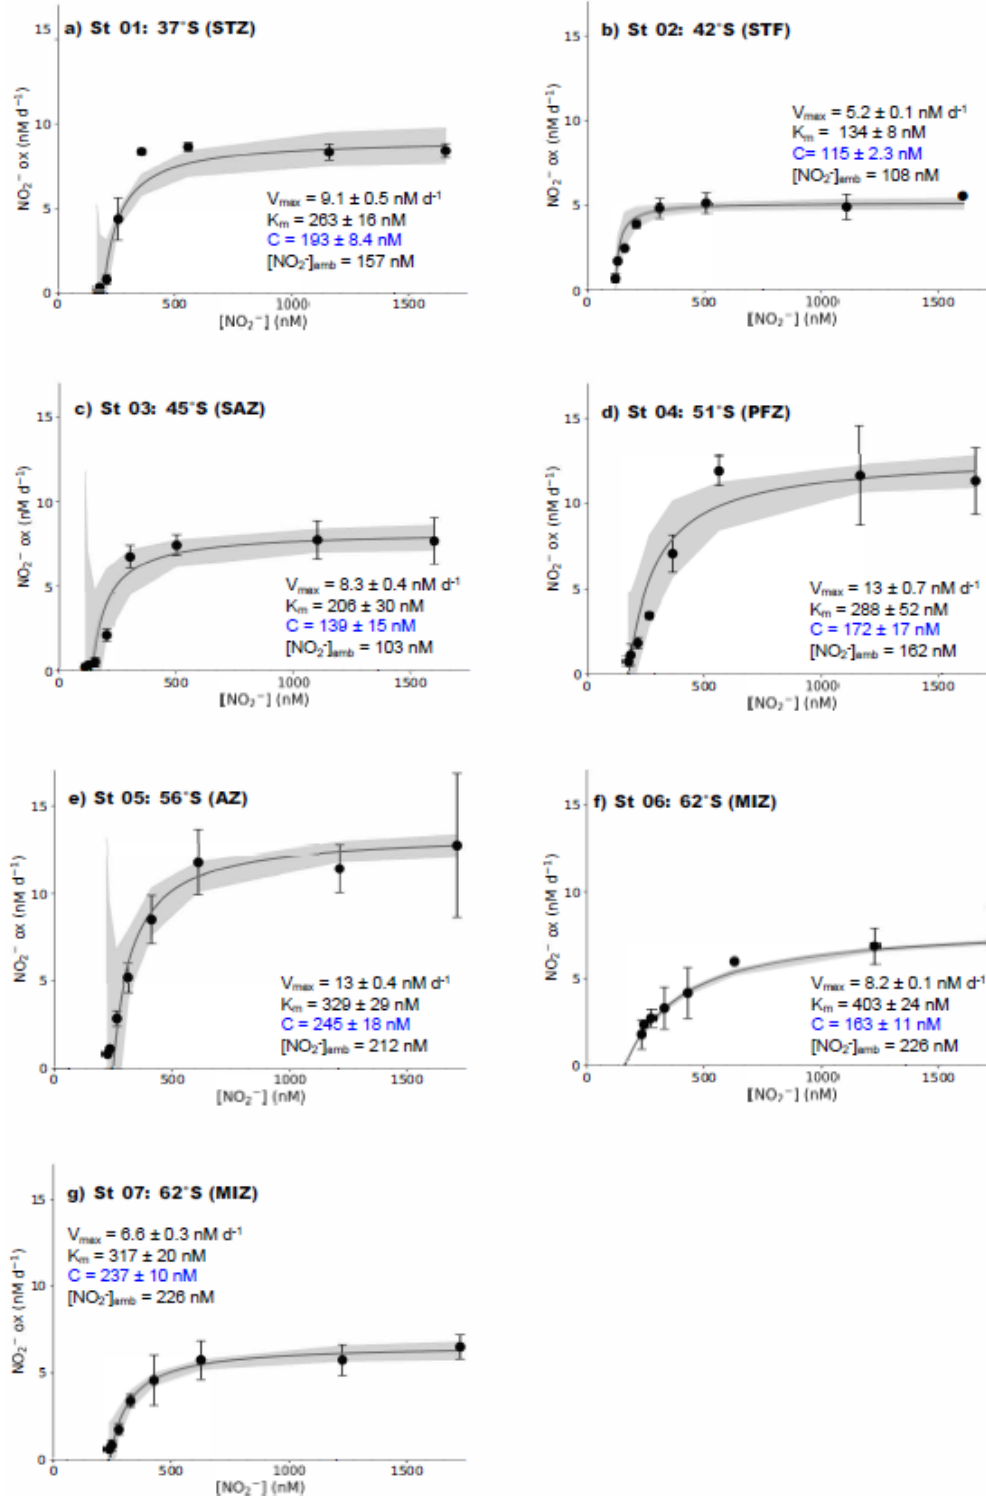 a) St 01: 37°S (STZ)
15
10
5
0
NO₂⁻ ox (nM d⁻¹)
Vmax = 9.1 ± 0.5 nM d⁻¹
Km = 263 ± 16 nM
C = 193 ± 8.4 nM
[NO₂⁻]amb = 157 nM
0 500 1000 1500
[NO₂⁻] (nM)
b) St 02: 42°S (STF)
15
10
5
0
NO₂⁻ ox (nM d⁻¹)
Vmax = 5.2 ± 0.1 nM d⁻¹
Km = 134 ± 8 nM
C= 115 ± 2.3 nM
[NO₂⁻]amb = 108 nM
0 500 1000 1500
[NO₂⁻] (nM)
c) St 03: 45°S (SAZ)
15
10
5
0
NO₂⁻ ox (nM d⁻¹)
Vmax = 8.3 ± 0.4 nM d⁻¹
Km = 206 ± 30 nM
C = 139 ± 15 nM
[NO₂⁻]amb = 103 nM
0 500 1000 1500
[NO₂⁻] (nM)
d) St 04: 51°S (PFZ)
15
10
5
0
NO₂⁻ ox (nM d⁻¹)
Vmax = 13 ± 0.7 nM d⁻¹
Km = 288 ± 52 nM
C = 172 ± 17 nM
[NO₂⁻]amb = 162 nM
0 500 1000 1500
[NO₂⁻] (nM)
e) St 05: 56°S (AZ)
15
10
5
0
NO₂⁻ ox (nM d⁻¹)
Vmax = 13 ± 0.4 nM d⁻¹
Km = 329 ± 29 nM
C = 245 ± 18 nM
[NO₂⁻]amb = 212 nM
0 500 1000 1500
[NO₂⁻] (nM)
f) St 06: 62°S (MIZ)
15
10
5
0
NO₂⁻ ox (nM d⁻¹)
Vmax = 8.2 ± 0.1 nM d⁻¹
Km = 403 ± 24 nM
C = 163 ± 11 nM
[NO₂⁻]amb = 226 nM
0 500 1000 1500
[NO₂⁻] (nM)
g) St 07: 62°S (MIZ)
15
10
5
0
NO₂⁻ ox (nM d⁻¹)
Vmax = 6.6 ± 0.3 nM d⁻¹
Km = 317 ± 20 nM
C = 237 ± 10 nM
[NO₂⁻]amb = 226 nM
0 500 1000 1500
[NO₂⁻] (nM)